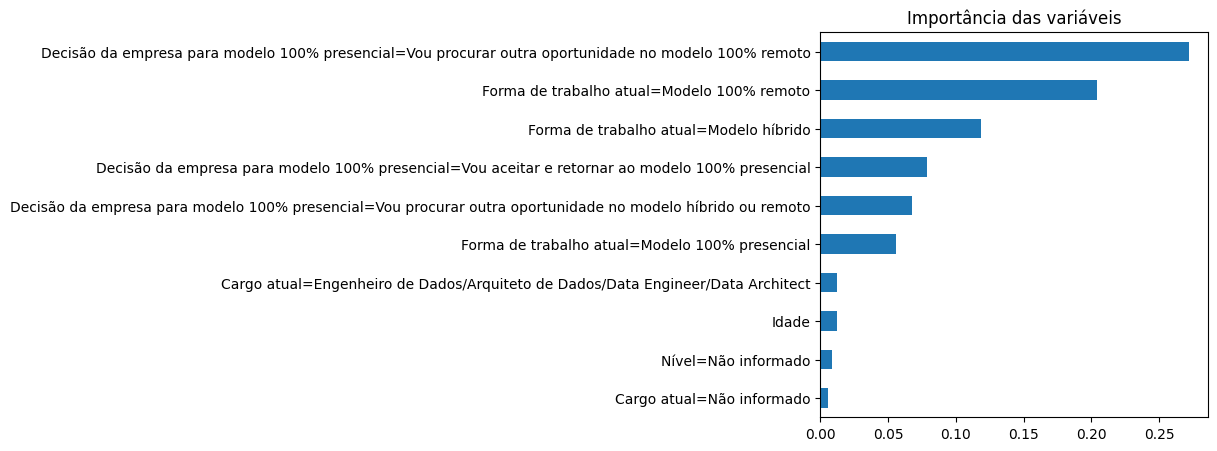 Importância das variáveis
Decisão da empresa para modelo 100% presencial=Vou procurar outra oportunidade no modelo 100% remoto
Forma de trabalho atual=Modelo 100% remoto
Forma de trabalho atual=Modelo híbrido
Decisão da empresa para modelo 100% presencial=Vou aceitar e retornar ao modelo 100% presencial
Decisão da empresa para modelo 100% presencial=Vou procurar outra oportunidade no modelo híbrido ou remoto
Forma de trabalho atual=Modelo 100% presencial
Cargo atual=Engenheiro de Dados/Arquiteto de Dados/Data Engineer/Data Architect
Idade
Nível=Não informado
Cargo atual=Não informado
0.00 0.05 0.10 0.15 0.20 0.25